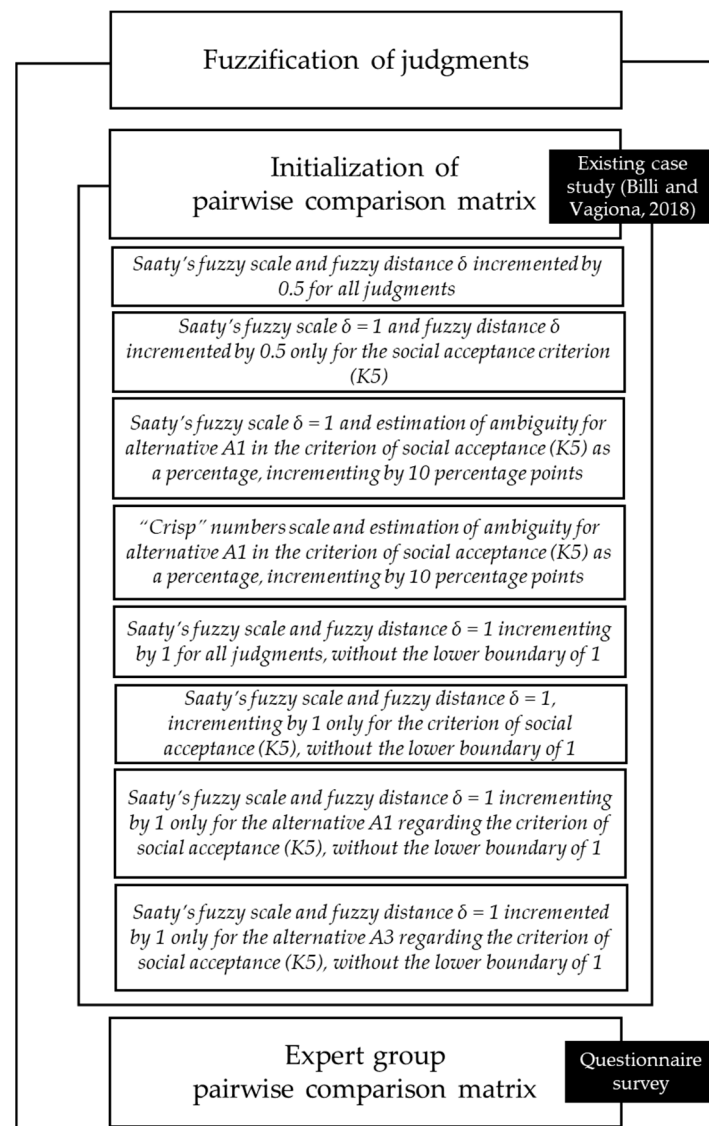 Fuzzification of judgments
Initialization of
pairwise comparison matrix
Existing case
study (Billi and
Vagiona, 2018)
Saaty's fuzzy scale and fuzzy distance δ incremented by
0.5 for all judgments
Saaty's fuzzy scale δ = 1 and fuzzy distance δ
incremented by 0.5 only for the social acceptance criterion
(K5)
Saaty's fuzzy scale δ = 1 and estimation of ambiguity for
alternative A1 in the criterion of social acceptance (K5) as
a percentage, incrementing by 10 percentage points
"Crisp" numbers scale and estimation of ambiguity for
alternative A1 in the criterion of social acceptance (K5) as
a percentage, incrementing by 10 percentage points
Saaty's fuzzy scale and fuzzy distance δ = 1 incrementing
by 1 for all judgments, without the lower boundary of 1
Saaty's fuzzy scale and fuzzy distance δ = 1,
incrementing by 1 only for the criterion of social
acceptance (K5), without the lower boundary of 1
Saaty's fuzzy scale and fuzzy distance δ = 1 incrementing
by 1 only for the alternative A1 regarding the criterion of
social acceptance (K5), without the lower boundary of 1
Saaty's fuzzy scale and fuzzy distance δ = 1 incremented
by 1 only for the alternative A3 regarding the criterion of
social acceptance (K5), without the lower boundary of 1
Expert group
pairwise comparison matrix
Questionnaire
survey